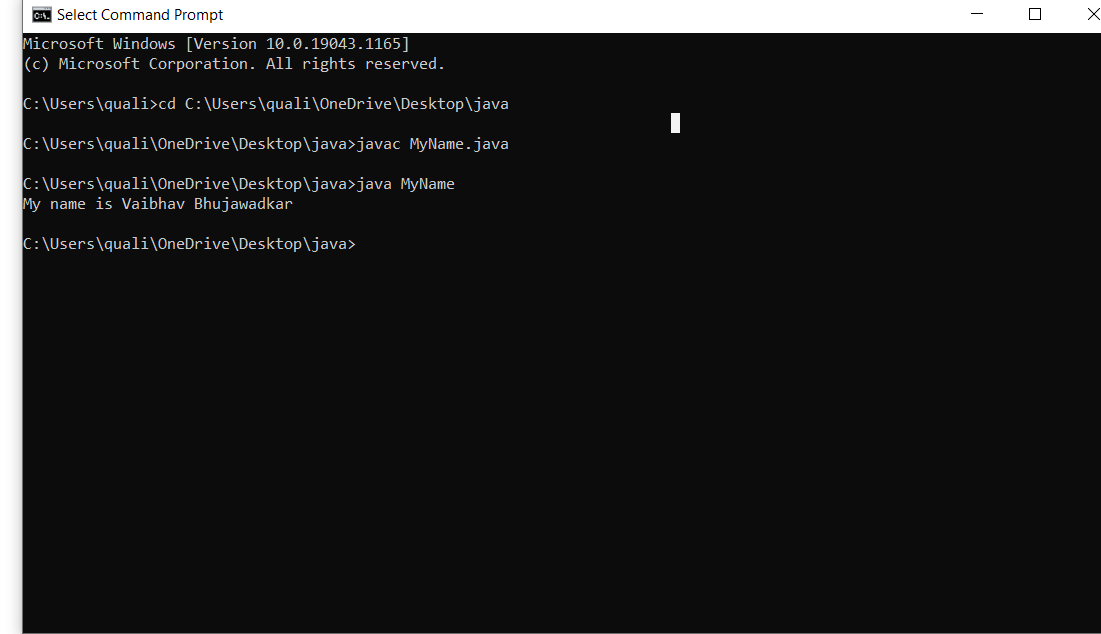 Select Command Prompt
Microsoft Windows [Version 10.0.19043.1165]
(c) Microsoft Corporation. All rights reserved.
C:\Users\quali>cd C:\Users\quali\OneDrive\Desktop\java
C:\Users\quali\OneDrive\Desktop\java>javac MyName.java
C:\Users\quali\OneDrive\Desktop\java>java MyName
My name is Vaibhav Bhujawadkar
C:\Users\quali\OneDrive\Desktop\java>